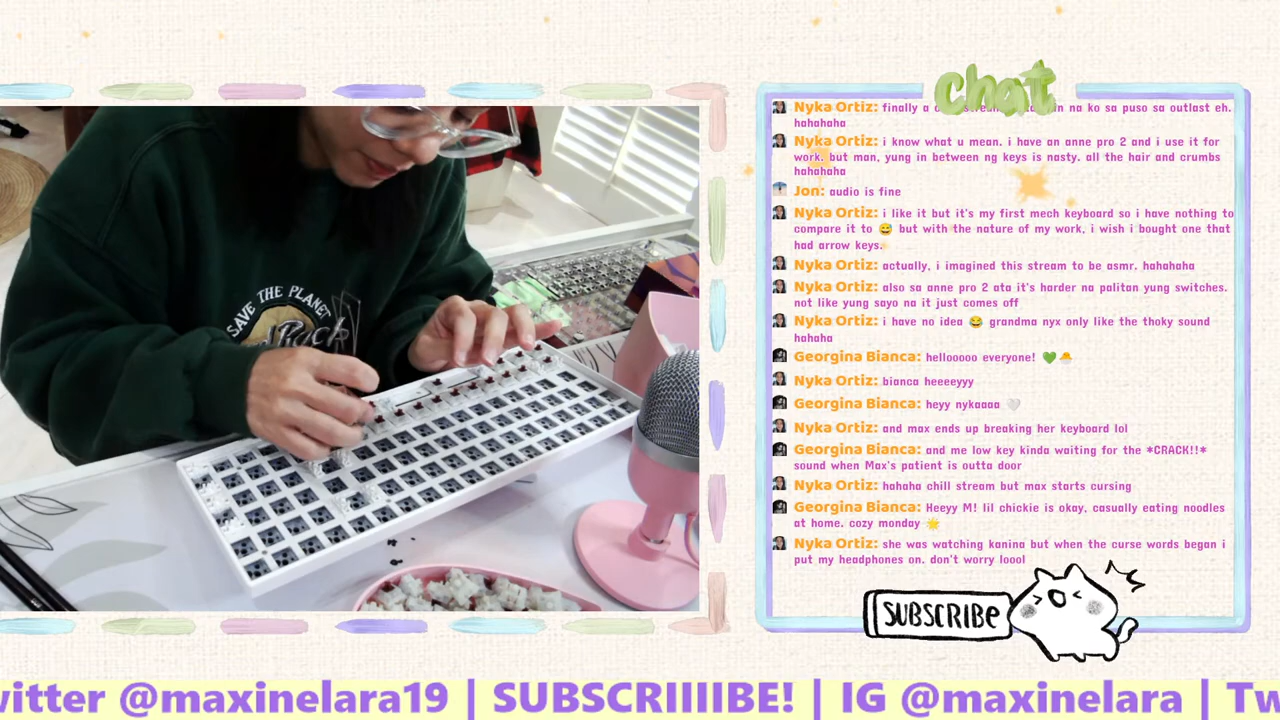 SAVE THE PLANET
Rock
chat
Nyka Ortiz: finally a in na ko sa puso sa outlast eh.
hahahaha
Nyka Ortiz: i know what u mean. i have an anne pro 2 and i use it for
work. but man, yung in between ng keys is nasty. all the hair and crumbs
hahahaha
Jon: audio is fine
Nyka Ortiz: i like it but it's my first mech keyboard so i have nothing to
compare it to 😅 but with the nature of my work, i wish i bought one that
had arrow keys.
Nyka Ortiz: actually, i imagined this stream to be asmr. hahahaha
Nyka Ortiz: also sa anne pro 2 ata it's harder na palitan yung switches.
not like yung sayo na it just comes off
Nyka Ortiz: i have no idea 😂 grandma nyx only like the thoky sound
hahaha
Georgina Bianca: hellooooo everyone! 💚🐣
Nyka Ortiz: bianca heeeeyyy
Georgina Bianca: heyy nykaaaa 🤍
Nyka Ortiz: and max ends up breaking her keyboard lol
Georgina Bianca: and me low key kinda waiting for the *CRACK!!*
sound when Max's patient is outta door
Nyka Ortiz: hahaha chill stream but max starts cursing
Georgina Bianca: Heeyy M! lil chickie is okay, casually eating noodles
at home. cozy monday 🌟
Nyka Ortiz: she was watching kanina but when the curse words began i
put my headphones on. don't worry loool
SUBSCRIBE
witter @maxinelara19 | SUBSCRIIIIBE! | IG @maxinelara | Tw